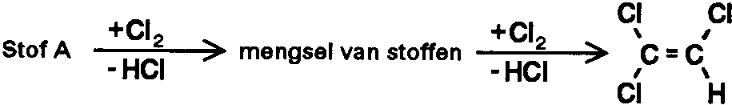 Stof A +Cl₂ -HCl mengsel van stoffen +Cl₂ -HCl
Cl Cl
C=C
Cl H